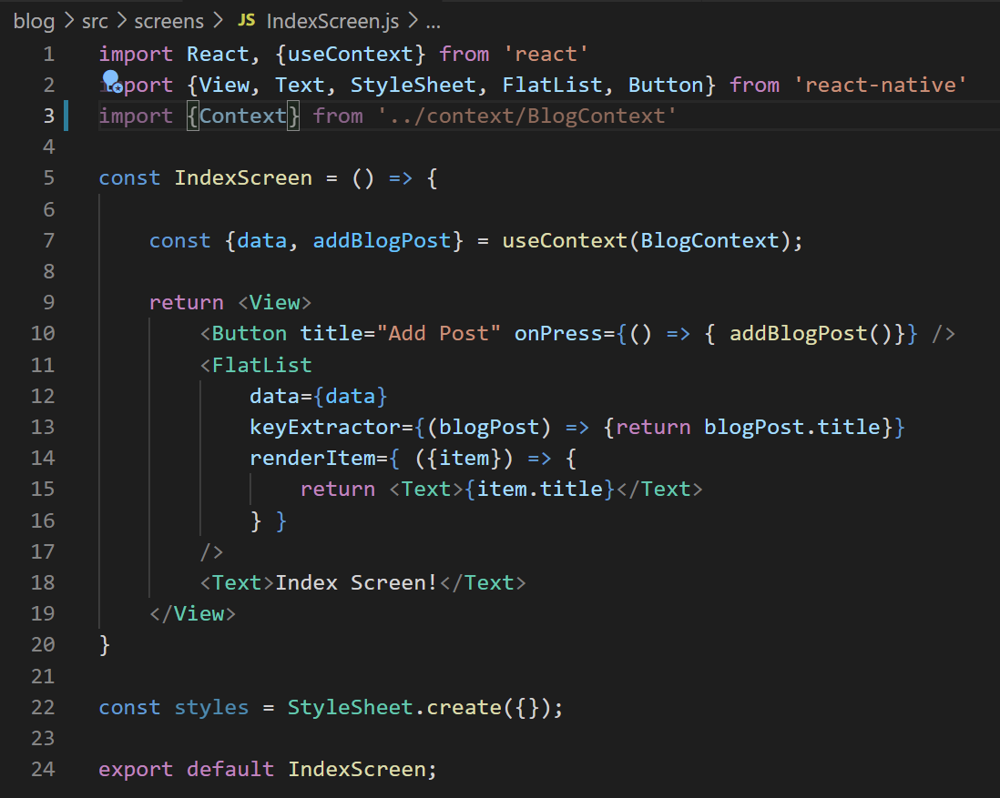 blog > src > screens > JS IndexScreen.js > ...
1 import React, {useContext} from 'react'
2 import {View, Text, StyleSheet, FlatList, Button} from 'react-native'
3 import {Context} from '../context/BlogContext'
4
5 const IndexScreen = () => {
6
7     const {data, addBlogPost} = useContext(BlogContext);
8
9     return <View>
10         <Button title="Add Post" onPress={() => { addBlogPost()}} />
11         <FlatList
12             data={data}
13             keyExtractor={(blogPost) => {return blogPost.title}}
14             renderItem={ ({item}) => {
15                 return <Text>{item.title}</Text>
16             } }
17         />
18         <Text>Index Screen!</Text>
19     </View>
20 }
21
22 const styles = StyleSheet.create({});
23
24 export default IndexScreen;